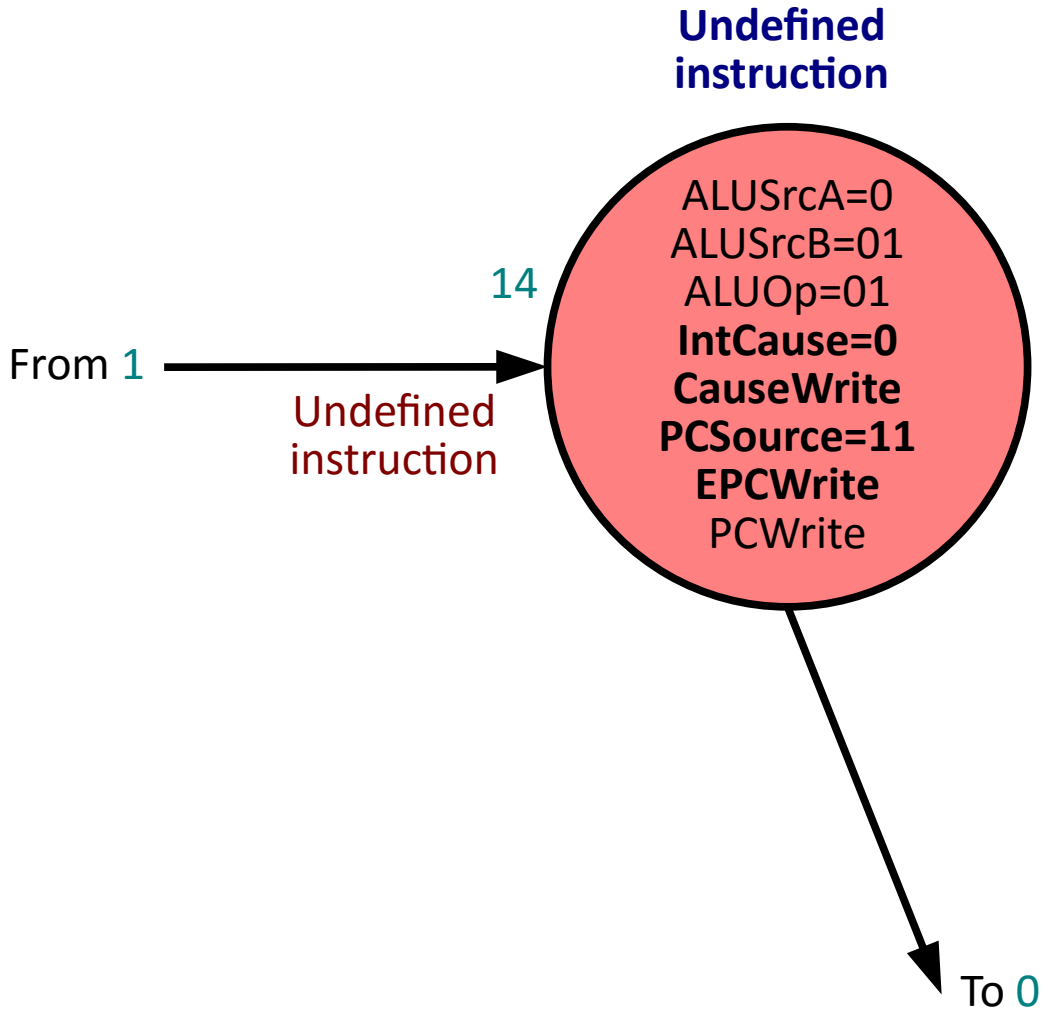 Undefined
instruction
ALUSrcA=0
ALUSrcB=01
14
ALUOp=01
IntCause=0
From 1
CauseWrite
Undefined
instruction
PCSource=11
EPCWrite
PCWrite
To 0